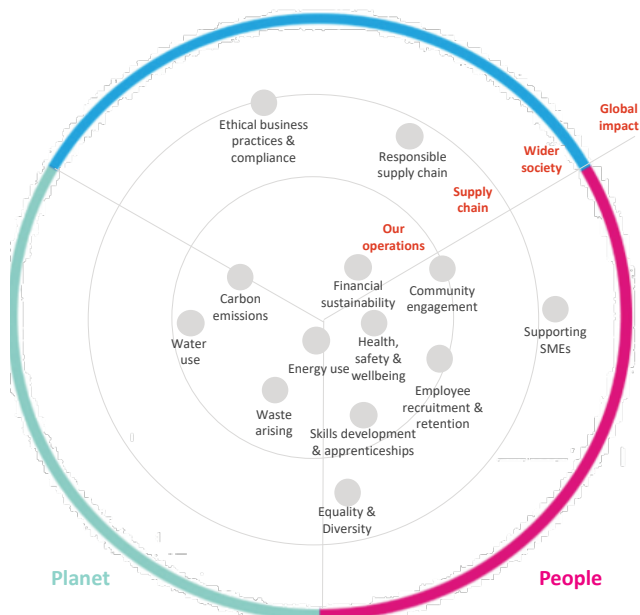 Global
impact
Ethical business
practices &
compliance
Responsible
supply chain
Wider
society
Supply
chain
Our
operations
Carbon
emissions
Financial
sustainability
Community
engagement
Water
use
Energy use
Health,
safety &
wellbeing
Supporting
SMEs
Waste
arising
Employee
recruitment &
retention
Skills development
& apprenticeships
Equality &
Diversity
Planet
People